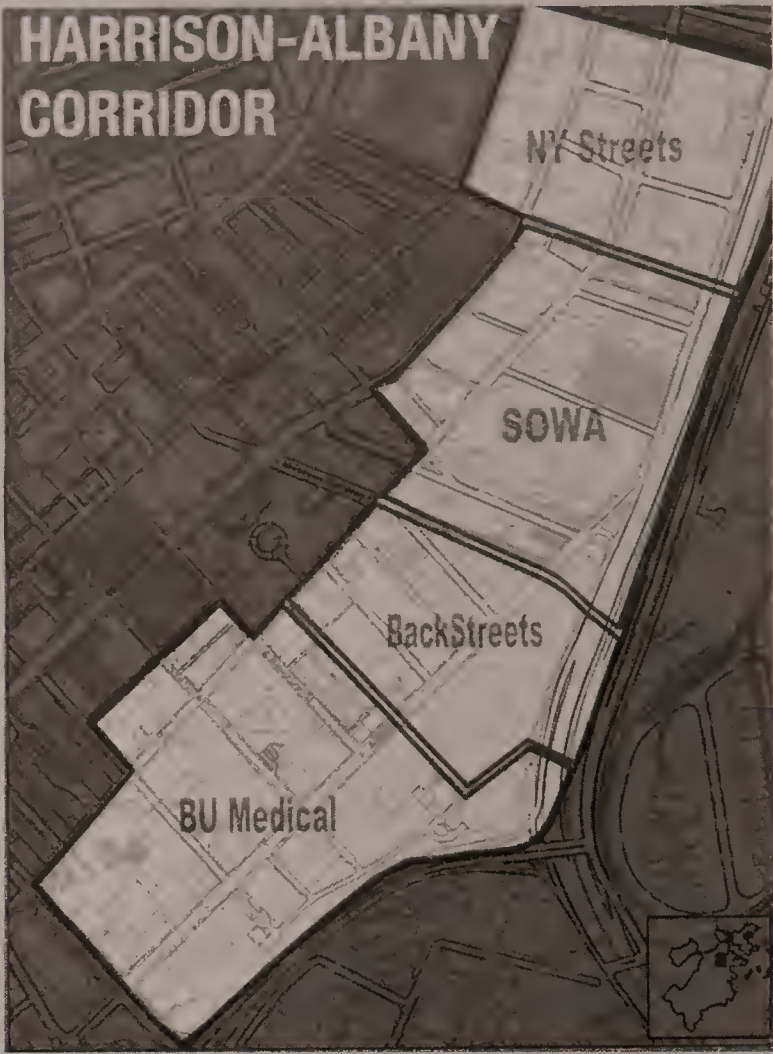 HARRISON-ALBANY
CORRIDOR
NY Streets
SOWA
BackStreets
BU Medical